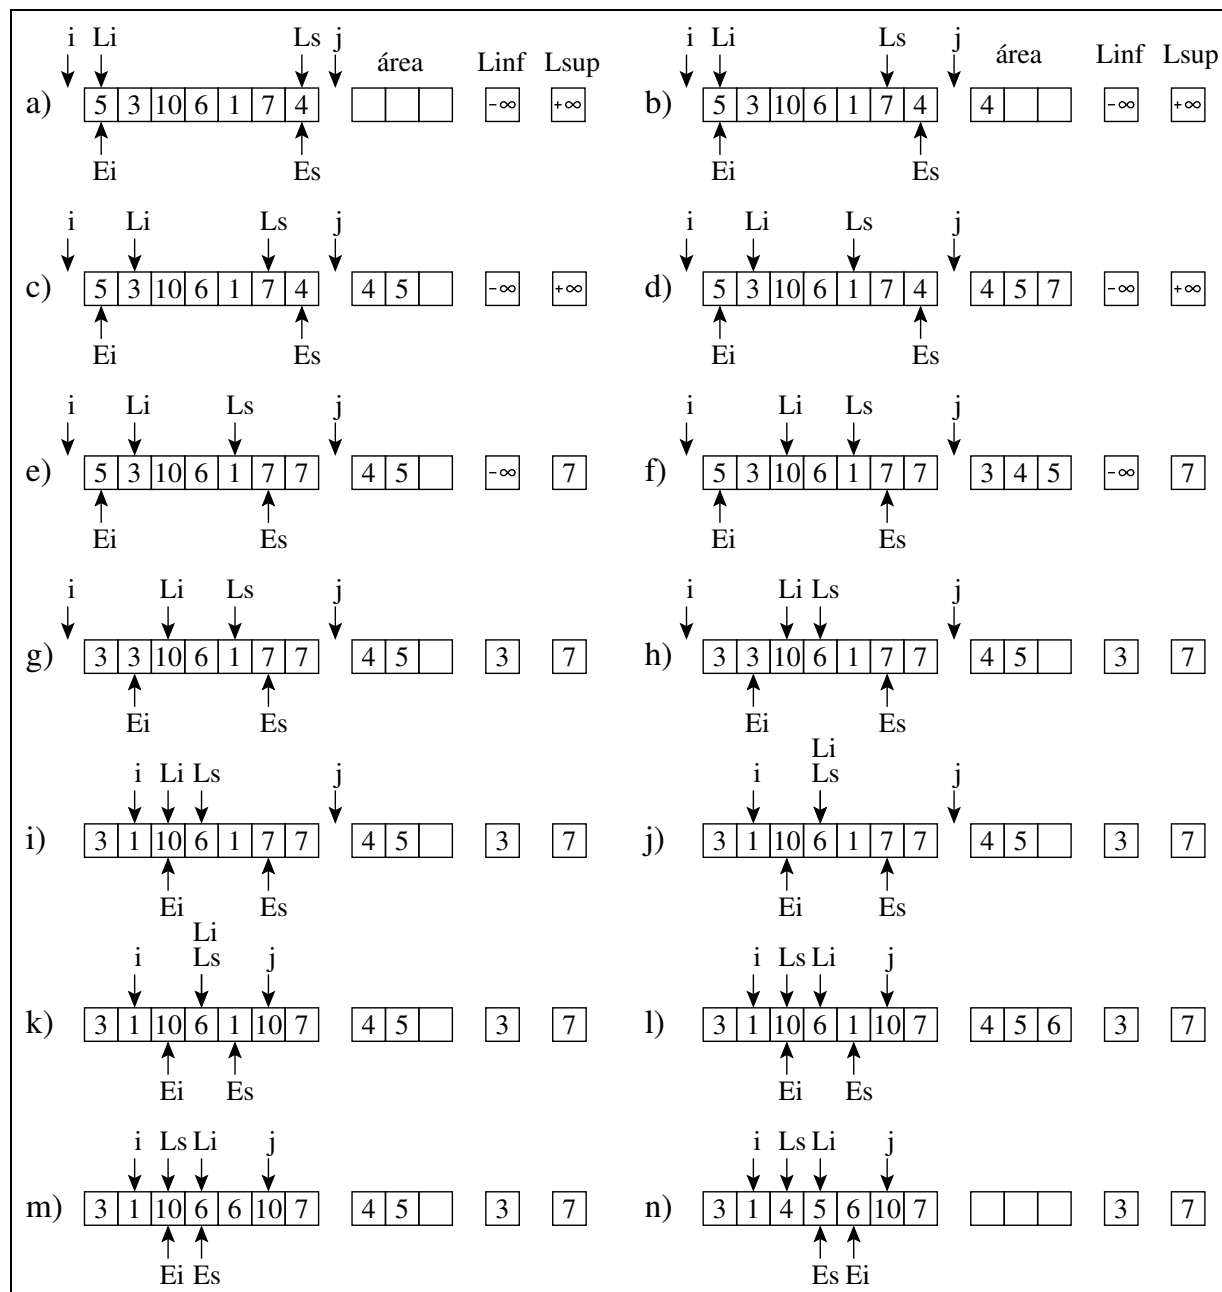 i Li Ls j área Linf Lsup
a) 5 3 10 6 1 7 4 -∞ +∞
Ei Es
i Li Ls j área Linf Lsup
b) 5 3 10 6 1 7 4 4 -∞ +∞
Ei Es
i Li Ls j
c) 5 3 10 6 1 7 4 4 5 -∞ +∞
Ei Es
i Li Ls j
d) 5 3 10 6 1 7 4 4 5 7 -∞ +∞
Ei Es
i Li Ls j
e) 5 3 10 6 1 7 7 4 5 -∞ 7
Ei Es
i Li Ls j
f) 5 3 10 6 1 7 7 3 4 5 -∞ 7
Ei Es
i Li Ls j
g) 3 3 10 6 1 7 7 4 5 3 7
Ei Es
i Li Ls j
h) 3 3 10 6 1 7 7 4 5 3 7
Ei Es
i Li Ls j
i) 3 1 10 6 1 7 7 4 5 3 7
Ei Es
Li
i Ls j
j) 3 1 10 6 1 7 7 4 5 3 7
Ei Es
Li
i Ls j
k) 3 1 10 6 1 10 7 4 5 3 7
Ei Es
i Ls Li j
l) 3 1 10 6 1 10 7 4 5 6 3 7
Ei Es
i Ls Li j
m) 3 1 10 6 6 10 7 4 5 3 7
Ei Es
i Ls Li j
n) 3 1 4 5 6 10 7 3 7
Es Ei